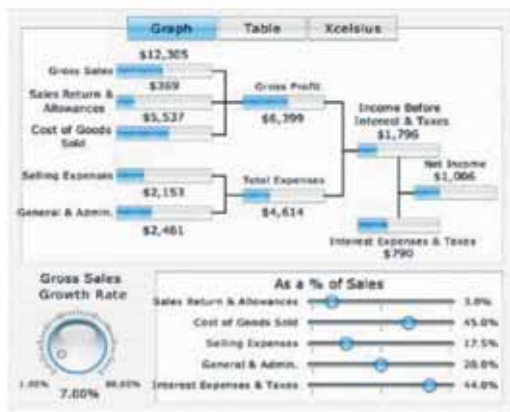 Graph Table Xcelsius
$12,305
Gross Sales
$369
Gross Profit
Sales Return &
Allowances
Income Before
Interest & Taxes
$5,537
$6,399
$1,796
Cost of Goods
Sold
Net Income
$1,006
Selling Expenses
Total Expenses
$2,153
General & Admin.
$4,614
$2,461
Interest Expenses & Taxes
$790
Gross Sales
Growth Rate
As a % of Sales
Sales Return & Allowances 3.0%
Cost of Goods Sold 45.0%
Selling Expenses 17.5%
General & Admin. 20.0%
Interest Expenses & Taxes 44.0%
1.00%
7.00%